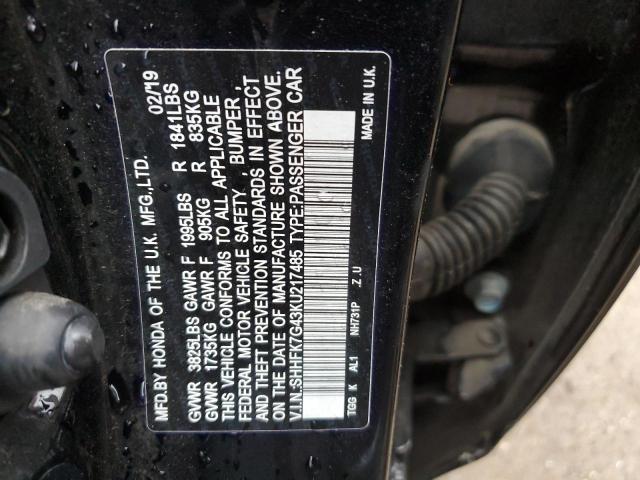 MFD.BY HONDA OF THE U.K. MFG.,LTD. 02/19
GVWR 3825LBS GAWR F 1995LBS R 1841LBS
GVWR 1735KG GAWR F 905KG R 835KG
THIS VEHICLE CONFORMS TO ALL APPLICABLE
FEDERAL MOTOR VEHICLE SAFETY , BUMPER ,
AND THEFT PREVENTION STANDARDS IN EFFECT
ON THE DATE OF MANUFACTURE SHOWN ABOVE.
V.I.N.:SHHFK7G43KU217485 TYPE:PASSENGER CAR
TGG K AL1 NH731P .Z .U MADE IN U.K.